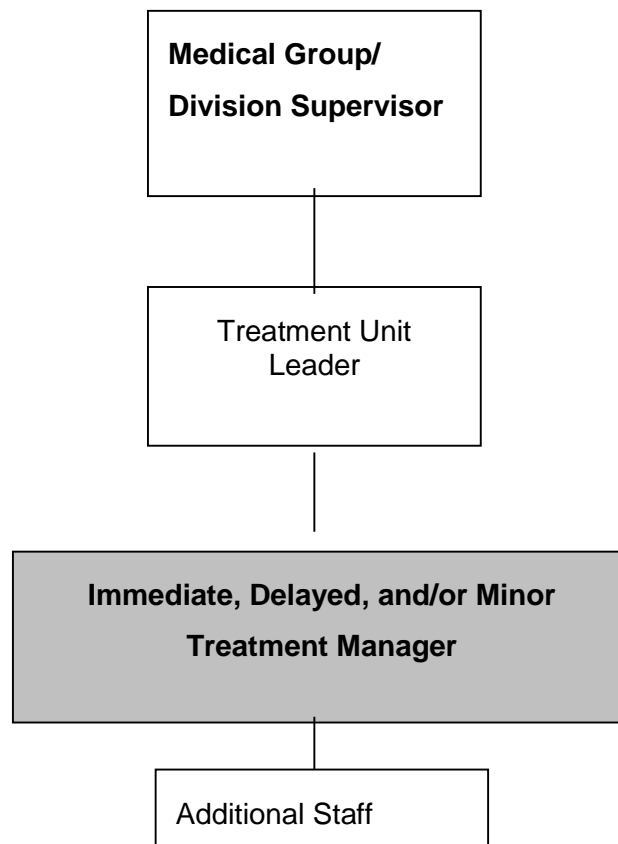 Medical Group/
Division Supervisor
Treatment Unit
Leader
Immediate, Delayed, and/or Minor
Treatment Manager
Additional Staff